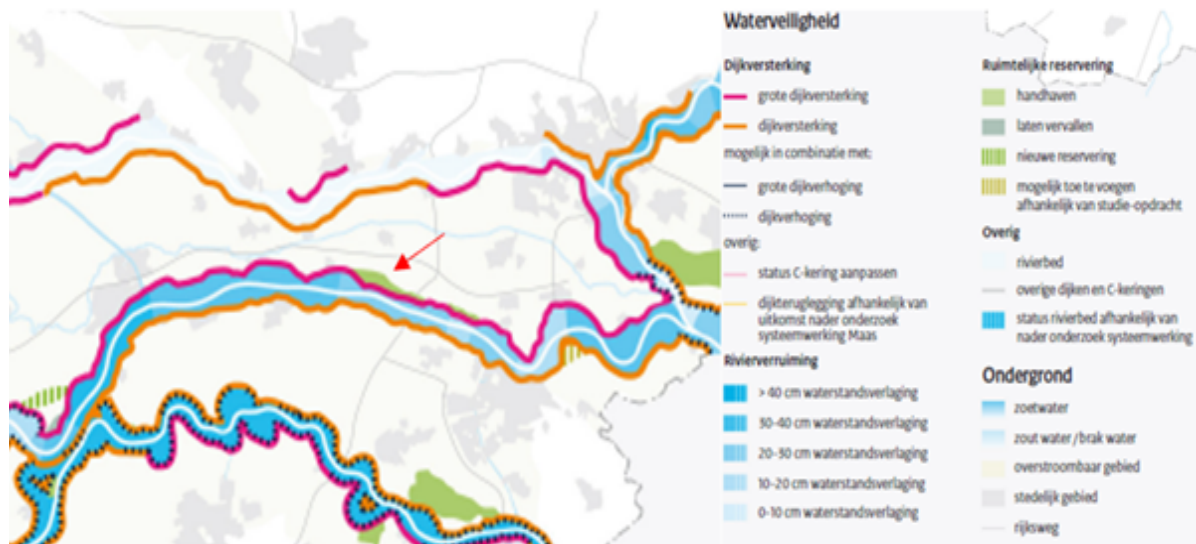 Waterveiligheid
Dijkversterking
grote dijkversterking
dijkversterking
mogelijk in combinatie met:
grote dijkverhoging
dijkverhoging
overig:
status C-kering aanpassen
dijkteruglegging afhankelijk van
uitkomst nader onderzoek
systeemwerking Maas
Rivierverruiming
> 40 cm waterstandsverlaging
30-40 cm waterstandsverlaging
20-30 cm waterstandsverlaging
10-20 cm waterstandsverlaging
0-10 cm waterstandsverlaging
Ruimtelijke reservering
handhaven
laten vervallen
nieuwe reservering
mogelijk toe te voegen
afhankelijk van studie-opdracht
Overig
rivierbed
overige dijken en C-keringen
status rivierbed afhankelijk van
nader onderzoek systeemwerking
Ondergrond
zoetwater
zout water / brak water
overstroombaar gebied
stedelijk gebied
rijksweg